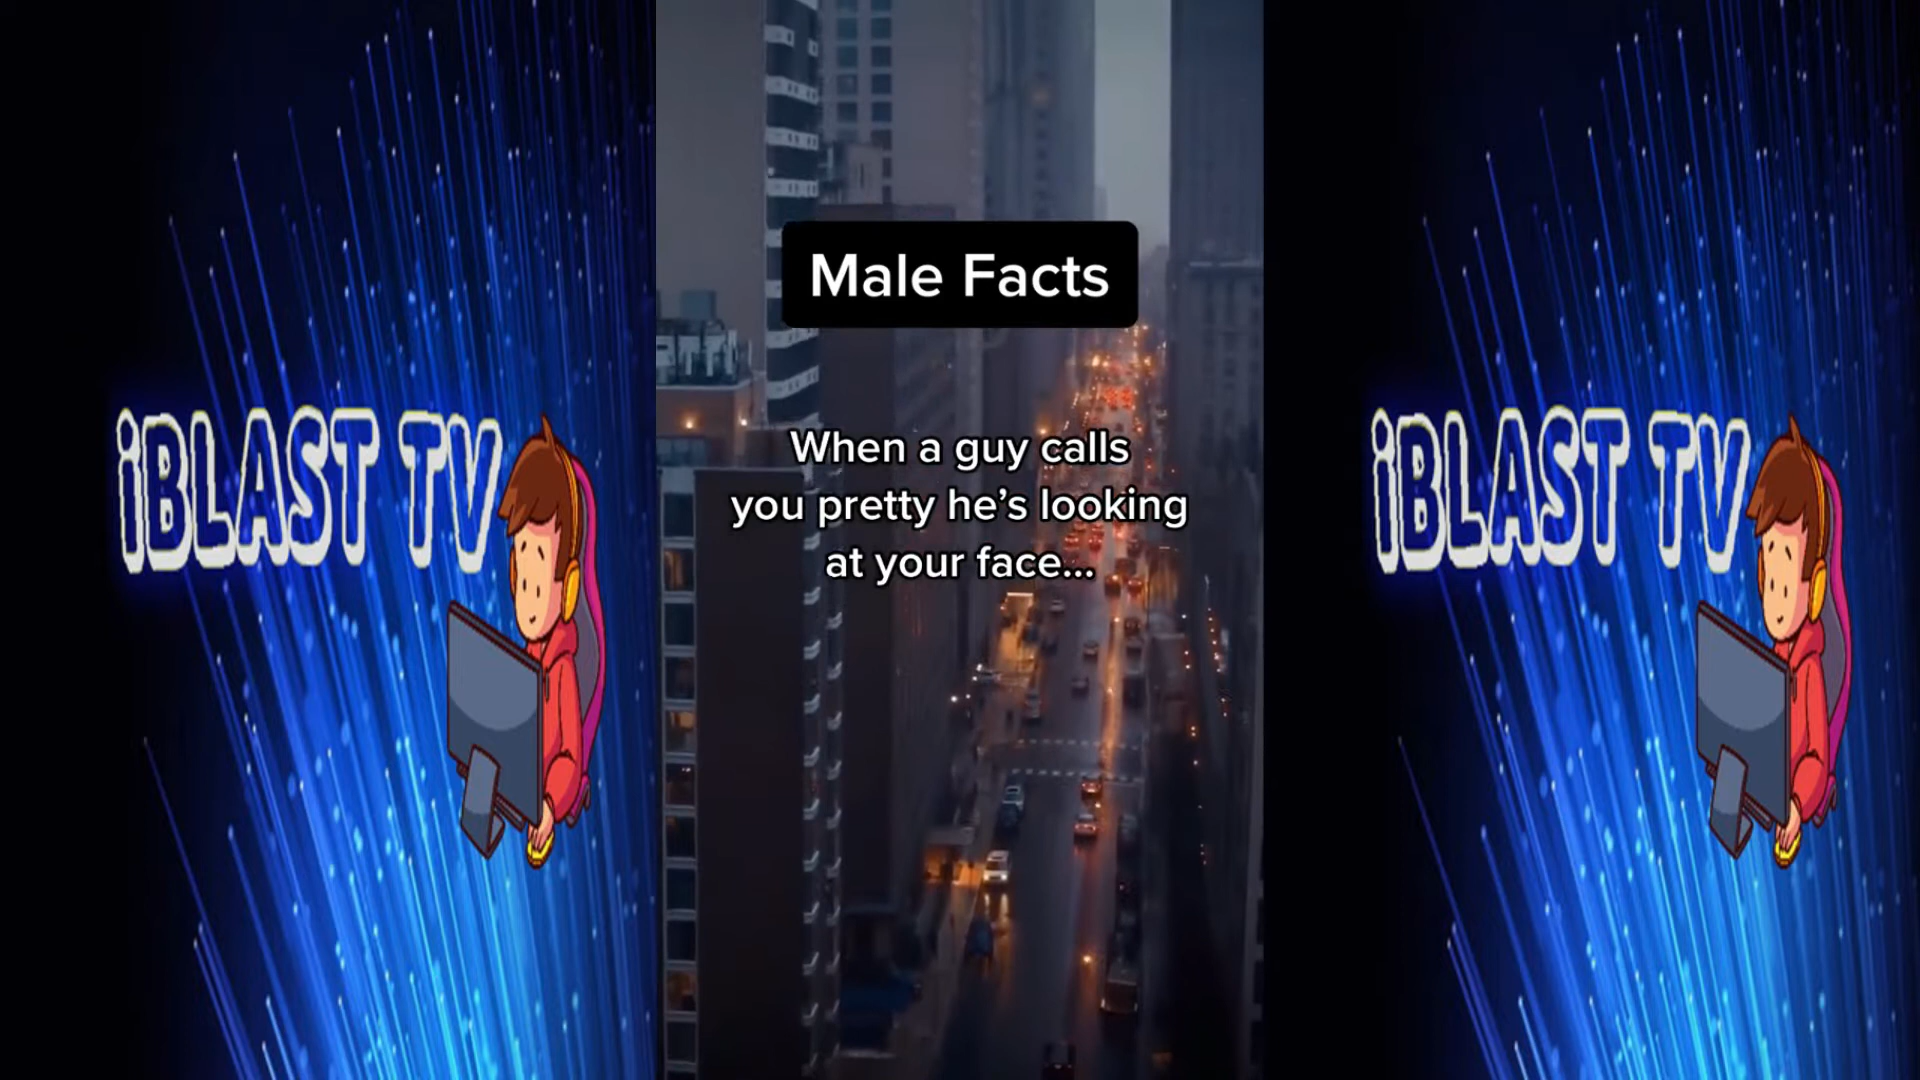 iBLAST TV
Male Facts
When a guy calls
you pretty he's looking
at your face...
iBLAST TV